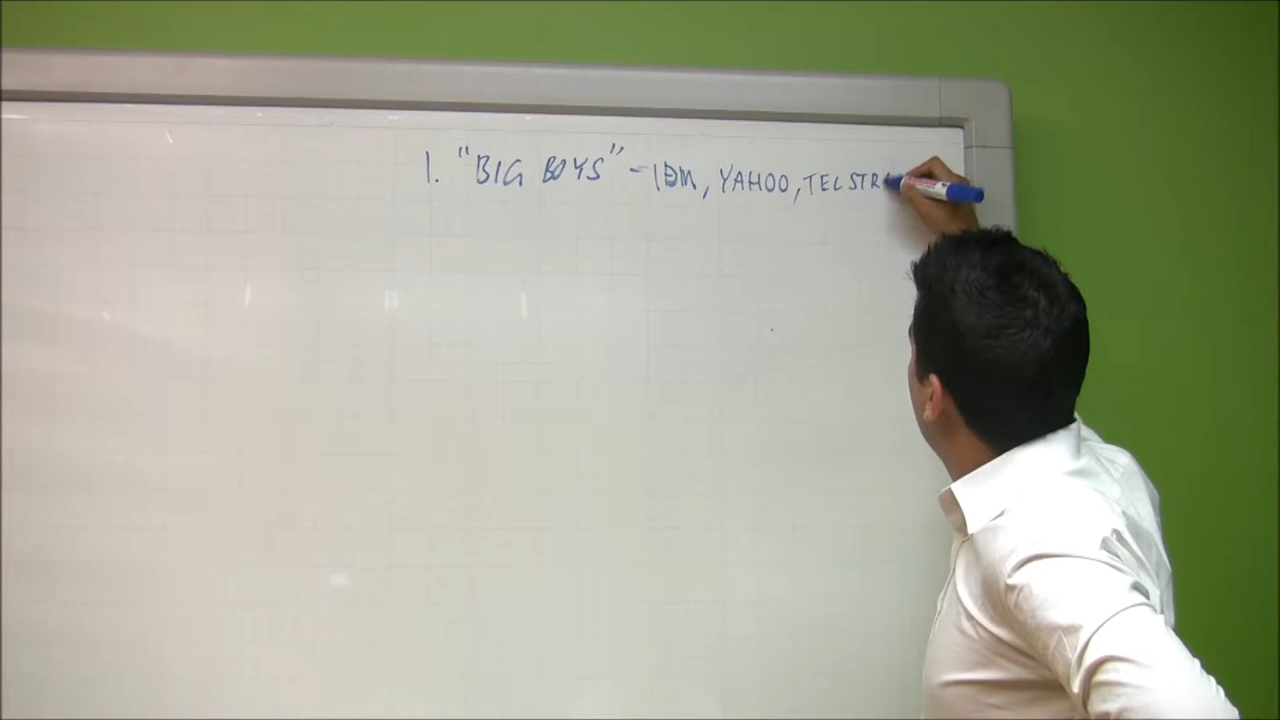 1. "BIG BOYS" - IBM, YAHOO, TELSTR